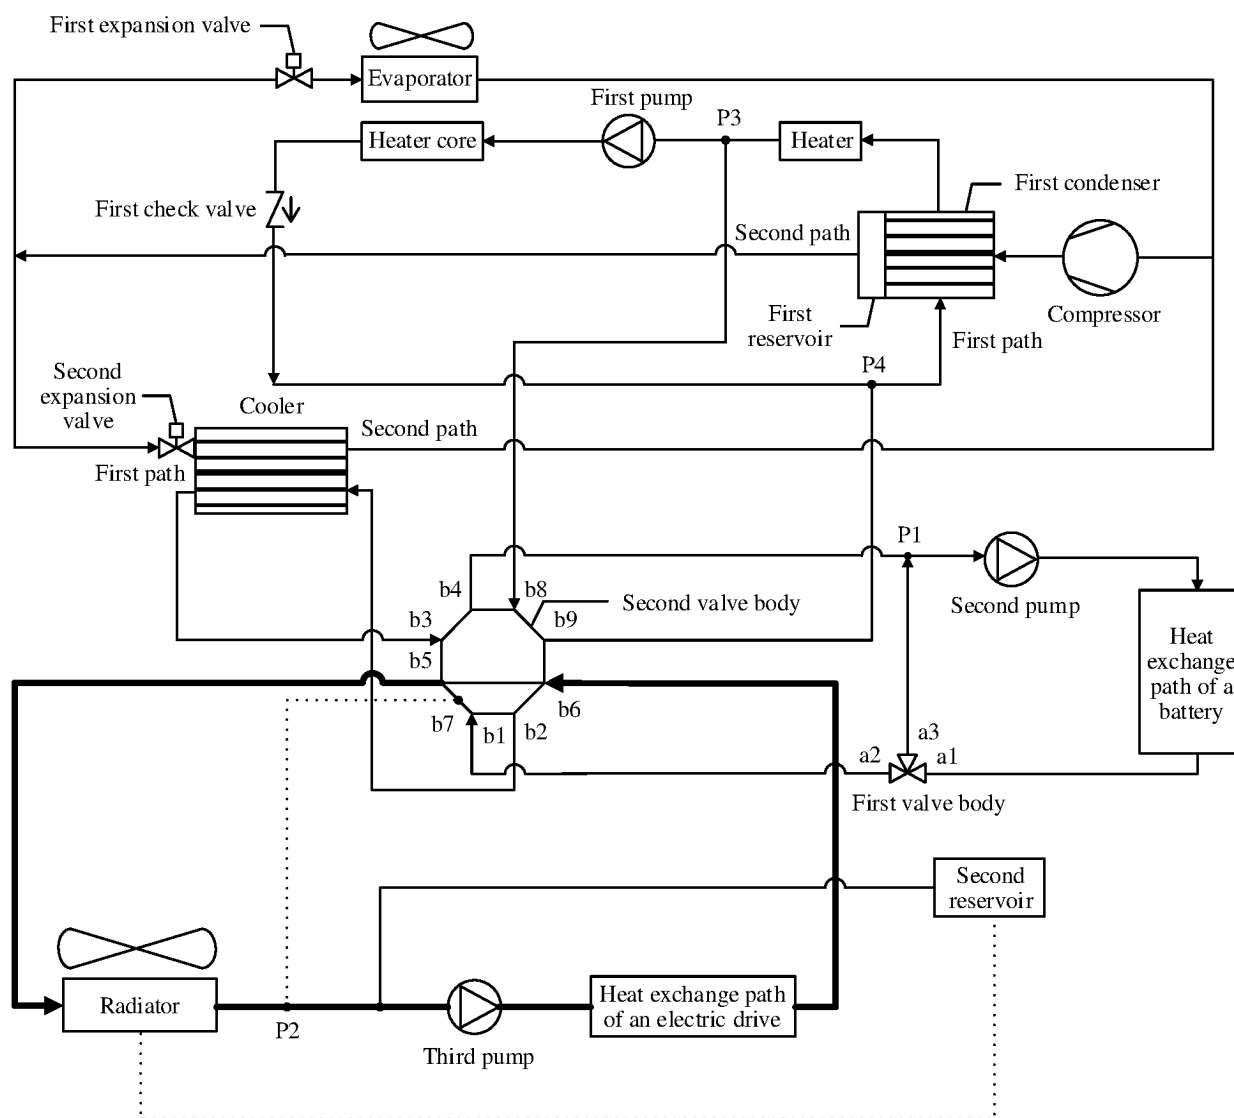 First expansion valve
Evaporator
First pump
P3
Heater core
Heater
First condenser
First check valve
Second path
Compressor
First
reservoir
First path
P4
Second
expansion
valve
Cooler
Second path
First path
P1
b4
b8
Second valve body
Second pump
b3
b9
b5
Heat
exchange
path of a
battery
b6
b7
b1
b2
a3
a2
a1
First valve body
Second
reservoir
Radiator
P2
Heat exchange path
of an electric drive
Third pump